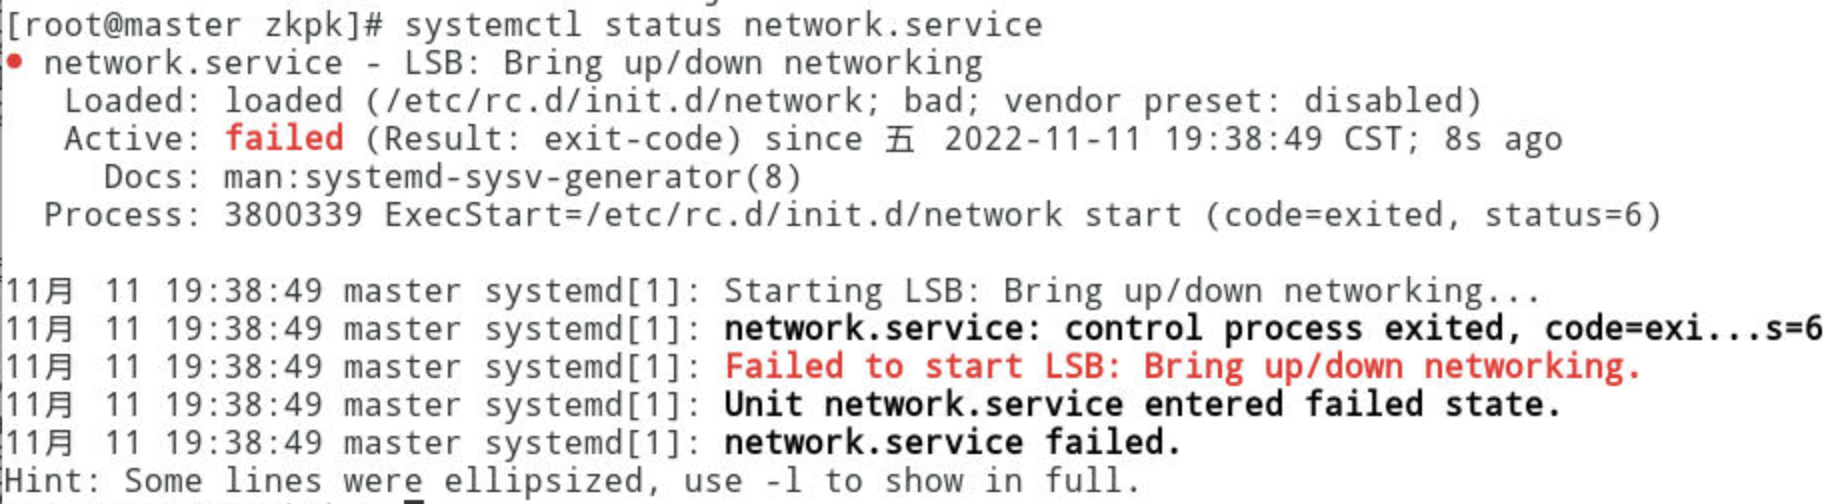 [root@master zkpk]# systemctl status network.service
● network.service - LSB: Bring up/down networking
Loaded: loaded (/etc/rc.d/init.d/network; bad; vendor preset: disabled)
Active: failed (Result: exit-code) since 五 2022-11-11 19:38:49 CST; 8s ago
Docs: man:systemd-sysv-generator(8)
Process: 3800339 ExecStart=/etc/rc.d/init.d/network start (code=exited, status=6)
11月 11 19:38:49 master systemd[1]: Starting LSB: Bring up/down networking...
11月 11 19:38:49 master systemd[1]: network.service: control process exited, code=exi...s=6
11月 11 19:38:49 master systemd[1]: Failed to start LSB: Bring up/down networking.
11月 11 19:38:49 master systemd[1]: Unit network.service entered failed state.
11月 11 19:38:49 master systemd[1]: network.service failed.
Hint: Some lines were ellipsized, use -l to show in full.